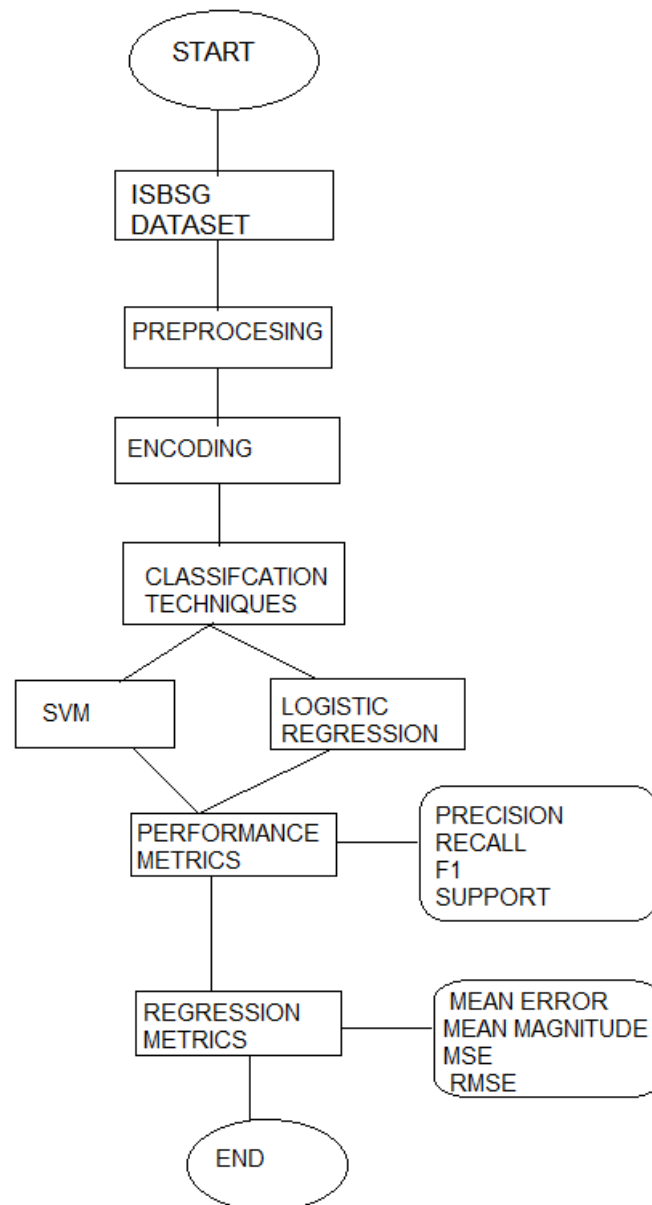 START
ISBSG
DATASET
PREPROCESING
ENCODING
CLASSIFCATION
TECHNIQUES
SVM
LOGISTIC
REGRESSION
PERFORMANCE
METRICS
PRECISION
RECALL
F1
SUPPORT
REGRESSION
METRICS
MEAN ERROR
MEAN MAGNITUDE
MSE
RMSE
END